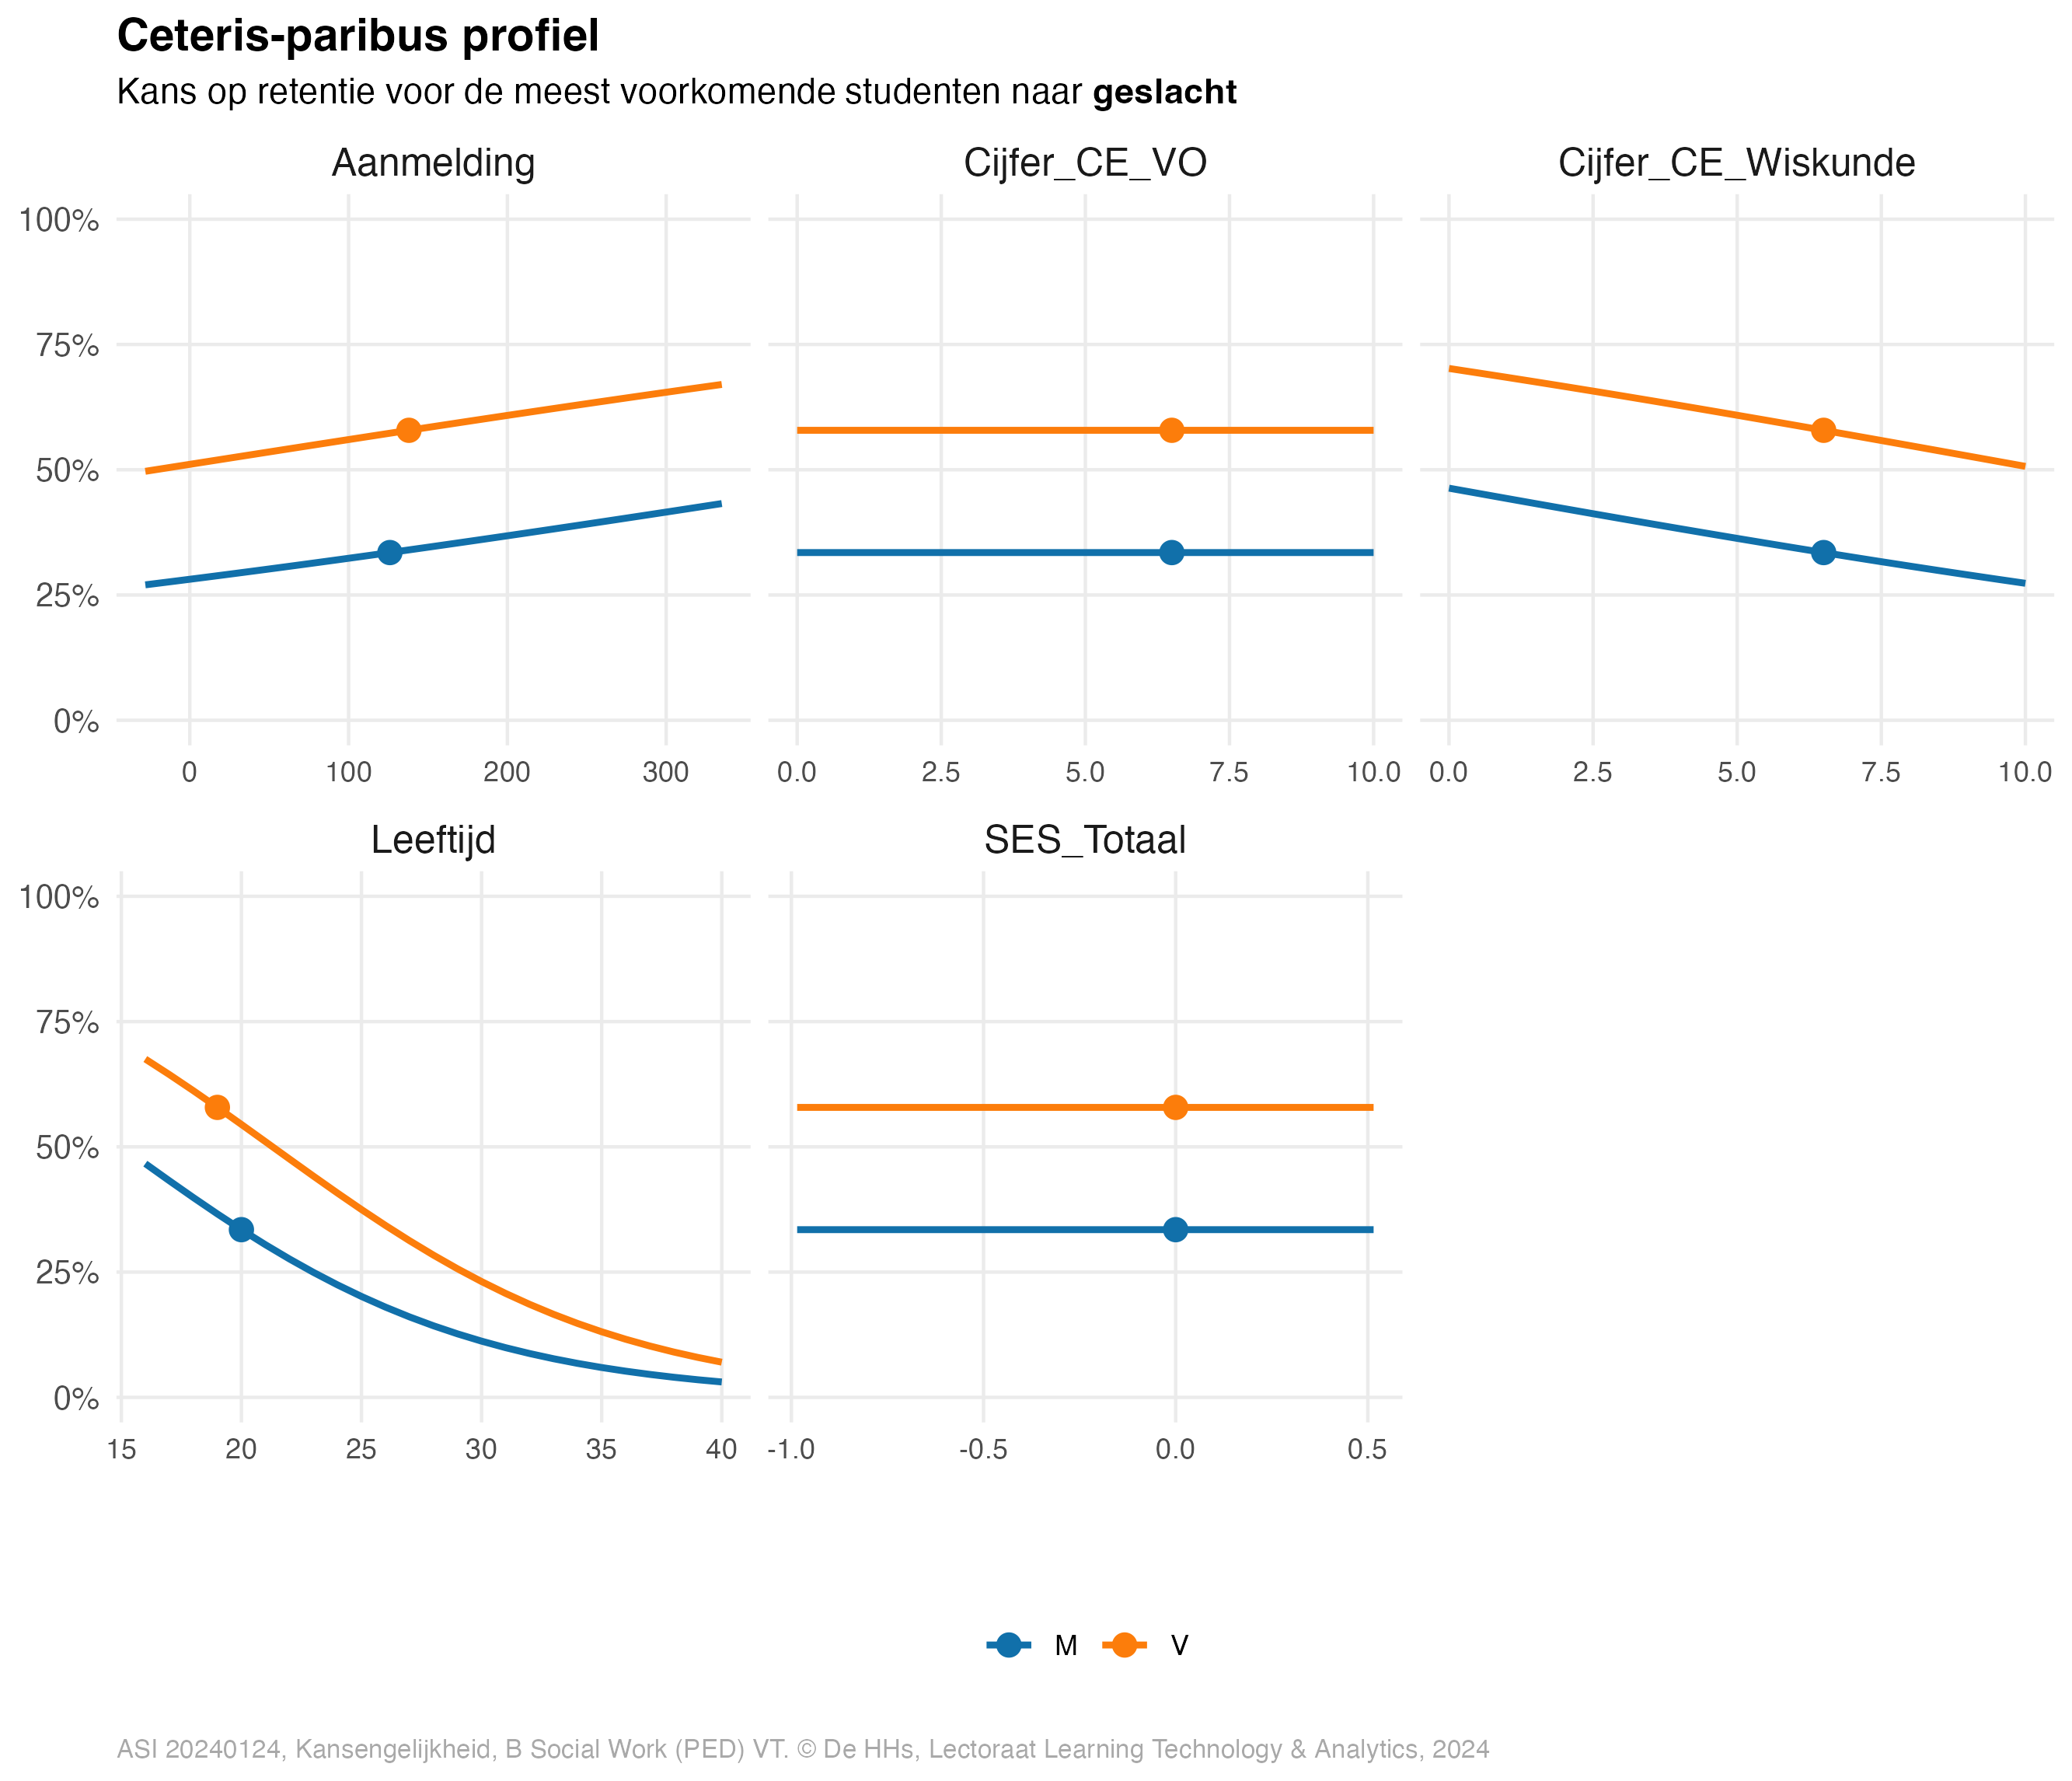 Ceteris-paribus profiel
Kans op retentie voor de meest voorkomende studenten naar geslacht
Aanmelding Cijfer_CE_VO Cijfer_CE_Wiskunde
100%
75%
50%
25%
0%
0 100 200 300 0.0 2.5 5.0 7.5 10.0 0.0 2.5 5.0 7.5 10.0
Leeftijd SES_Totaal
100%
75%
50%
25%
0%
15 20 25 30 35 40 -1.0 -0.5 0.0 0.5
M V
ASI 20240124, Kansengelijkheid, B Social Work (PED) VT. © De HHs, Lectoraat Learning Technology & Analytics, 2024